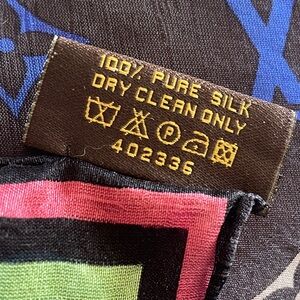 100% PURE SILK
DRY CLEAN ONLY
P
402336